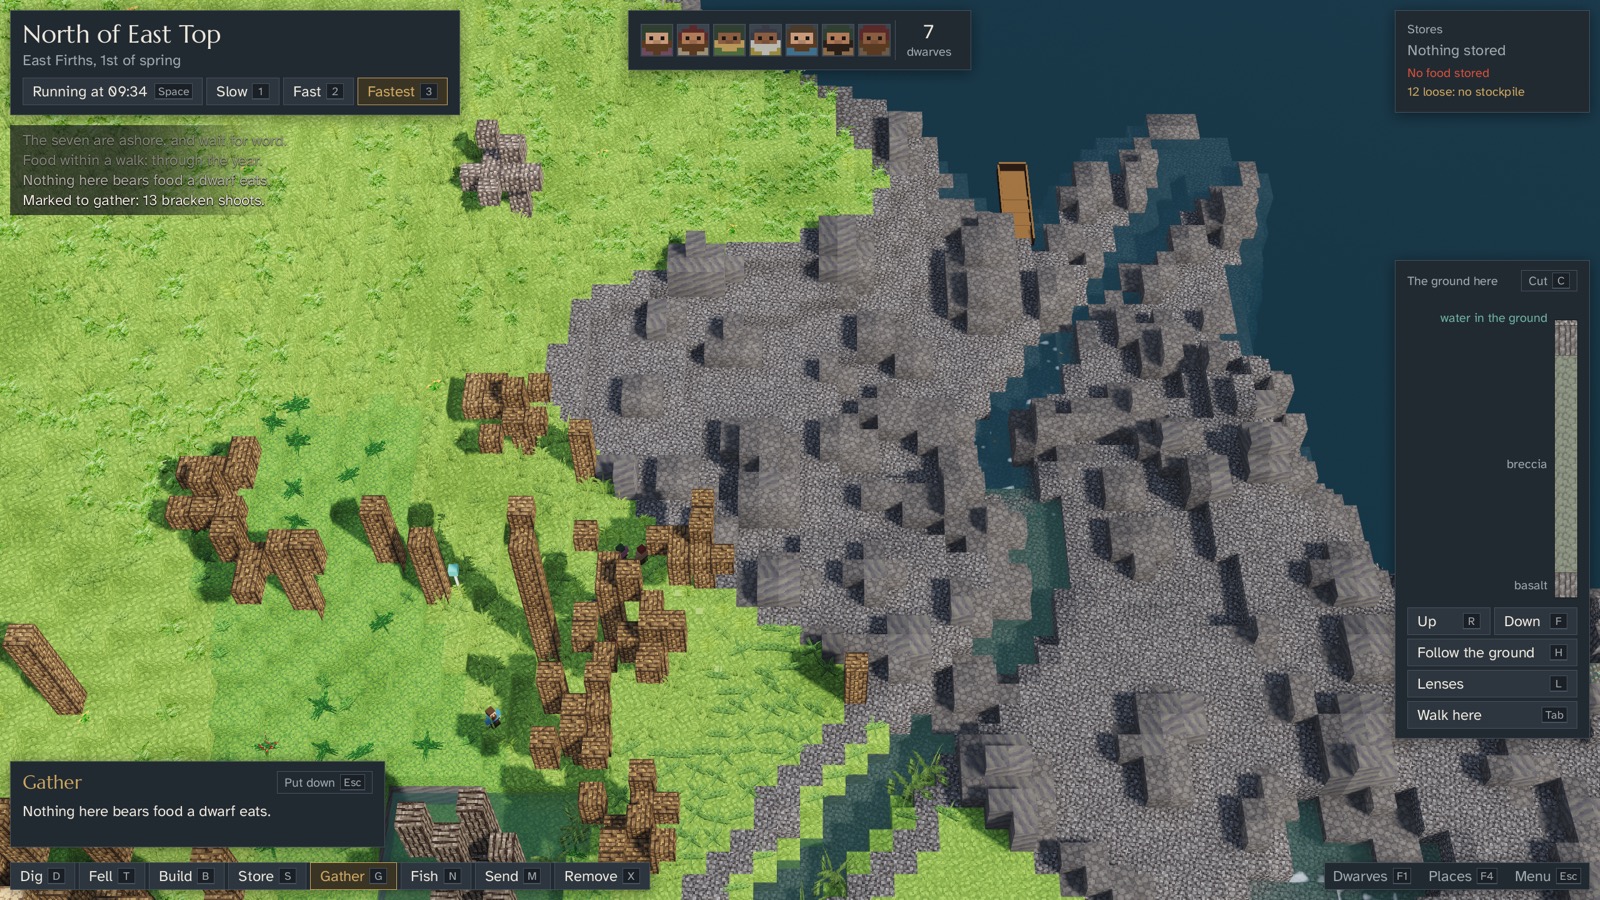 North of East Top
East Firths, 1st of spring
Running at 09:34 Space
Slow 1
Fast 2
Fastest 3
The seven are ashore, and wait for word.
Food within a walk: through the year.
Nothing here bears food a dwarf eats.
Marked to gather: 13 bracken shoots.
7
dwarves
Stores
Nothing stored
No food stored
12 loose: no stockpile
The ground here
Cut C
water in the ground
breccia
basalt
Up R
Down F
Follow the ground H
Lenses L
Walk here Tab
Gather
Put down Esc
Nothing here bears food a dwarf eats.
Dig D
Fell T
Build B
Store S
Gather G
Fish N
Send M
Remove X
Dwarves F1
Places F4
Menu Esc